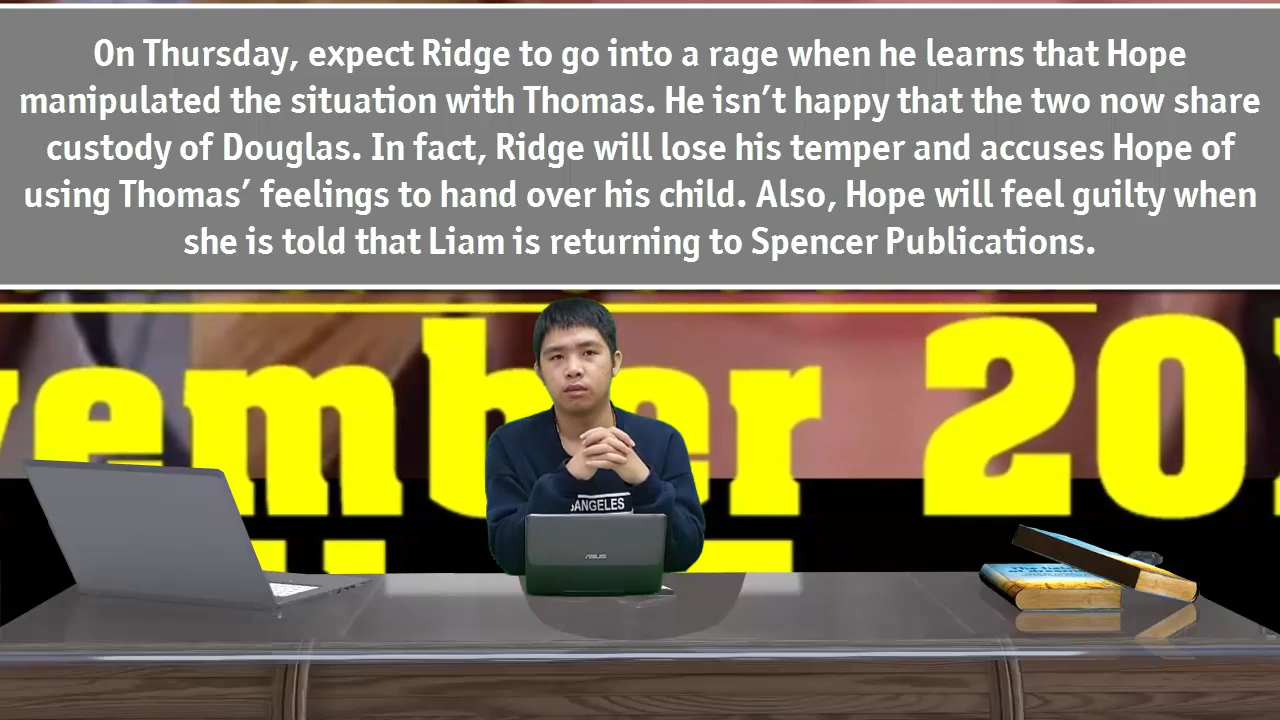 On Thursday, expect Ridge to go into a rage when he learns that Hope
manipulated the situation with Thomas. He isn't happy that the two now share
custody of Douglas. In fact, Ridge will lose his temper and accuses Hope of
using Thomas' feelings to hand over his child. Also, Hope will feel guilty when
she is told that Liam is returning to Spencer Publications.
vember 201
ANGELES
ASUS